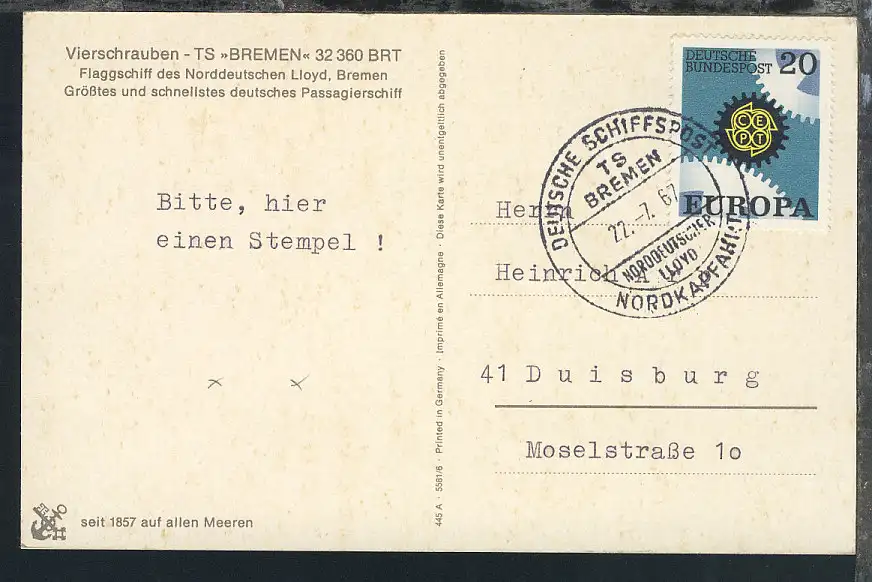 Vierschrauben - TS »BREMEN« 32 360 BRT
Flaggschiff des Norddeutschen Lloyd, Bremen
Größtes und schnellstes deutsches Passagierschiff
Bitte, hier
einen Stempel !
seit 1857 auf allen Meeren
445 A · 5561/6 · Printed in Germany · Imprimé en Allemagne · Diese Karte wird unentgeltlich abgegeben
DEUTSCHE
BUNDESPOST 20
CEPT
EUROPA
DEUTSCHE SCHIFFSPOST
TS
BREMEN
22.-7.67
NORDDEUTSCHER
LLOYD
NORDKAPFAHRT
Herrn
Heinrich
41 Duisburg
Moselstraße 1o